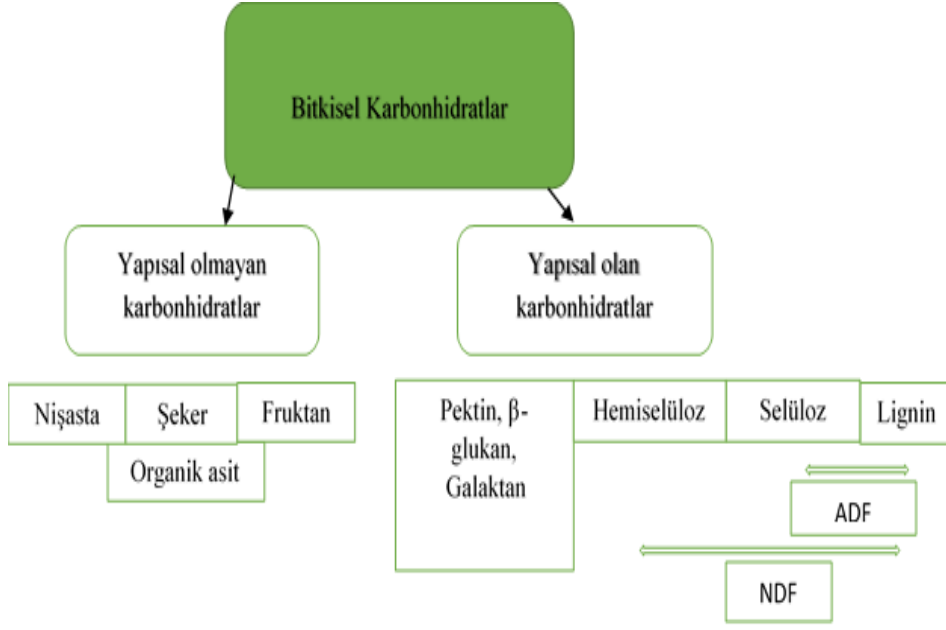 Bitkisel Karbonhidratlar
Yapısal olmayan
karbonhidratlar
Yapısal olan
karbonhidratlar
Nişasta
Şeker
Fruktan
Organik asit
Pektin, β-
glukan,
Galaktan
Hemiselüloz
Selüloz
Lignin
ADF
NDF